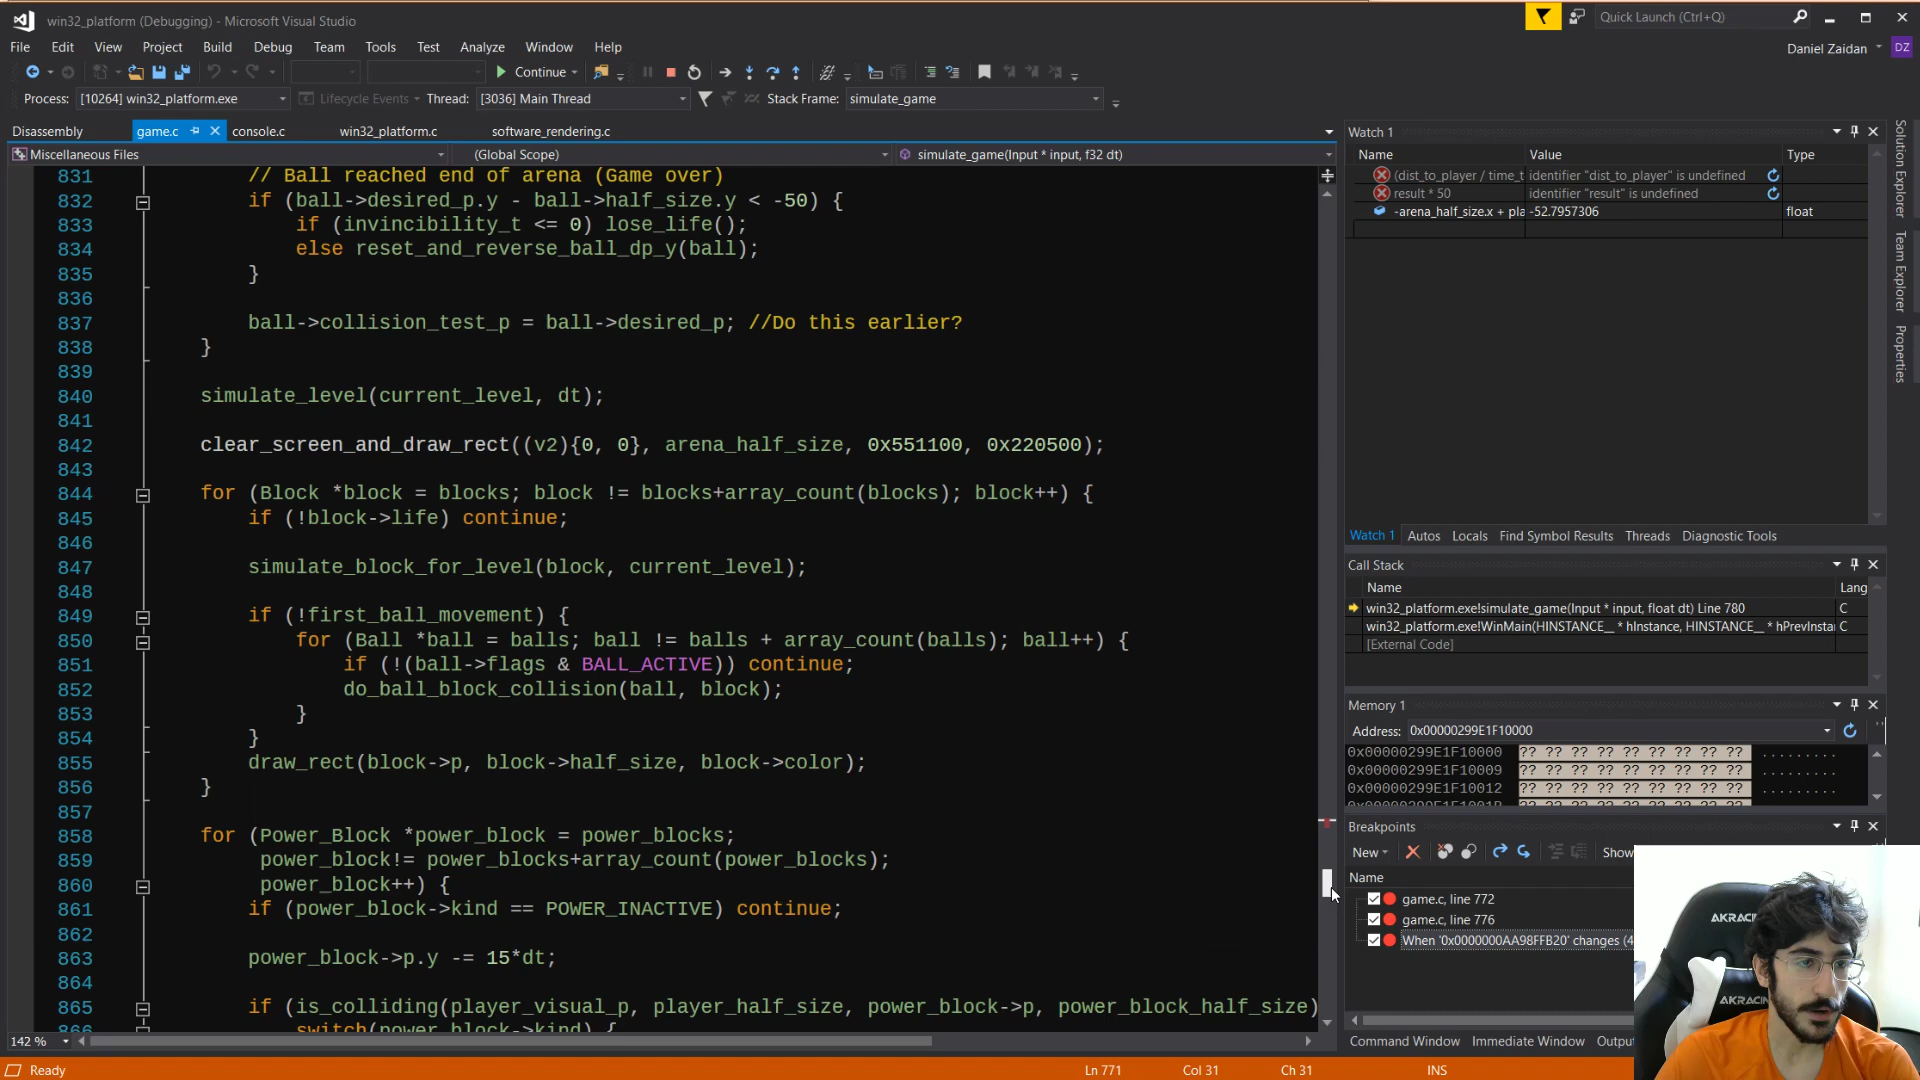 win32_platform (Debugging) - Microsoft Visual Studio
Quick Launch (Ctrl+Q)
File Edit View Project Build Debug Team Tools Test Analyze Window Help
Daniel Zaidan
DZ
Continue
Process: [10264] win32_platform.exe Lifecycle Events Thread: [3036] Main Thread Stack Frame: simulate_game
Disassembly game.c console.c win32_platform.c software_rendering.c
Miscellaneous Files (Global Scope) simulate_game(Input * input, f32 dt)
831 // Ball reached end of arena (Game over)
832 if (ball->desired_p.y - ball->half_size.y < -50) {
833 if (invincibility_t <= 0) lose_life();
834 else reset_and_reverse_ball_dp_y(ball);
835 }
836
837 ball->collision_test_p = ball->desired_p; //Do this earlier?
838 }
839
840 simulate_level(current_level, dt);
841
842 clear_screen_and_draw_rect((v2){0, 0}, arena_half_size, 0x551100, 0x220500);
843
844 for (Block *block = blocks; block != blocks+array_count(blocks); block++) {
845 if (!block->life) continue;
846
847 simulate_block_for_level(block, current_level);
848
849 if (!first_ball_movement) {
850 for (Ball *ball = balls; ball != balls + array_count(balls); ball++) {
851 if (!(ball->flags & BALL_ACTIVE)) continue;
852 do_ball_block_collision(ball, block);
853 }
854 }
855 draw_rect(block->p, block->half_size, block->color);
856 }
857
858 for (Power_Block *power_block = power_blocks;
859 power_block!= power_blocks+array_count(power_blocks);
860 power_block++) {
861 if (power_block->kind == POWER_INACTIVE) continue;
862
863 power_block->p.y -= 15*dt;
864
865 if (is_colliding(player_visual_p, player_half_size, power_block->p, power_block_half_size)
866 switch(power_block->kind) {
142 %
Watch 1
Name Value Type
(dist_to_player / time_t identifier "dist_to_player" is undefined
result * 50 identifier "result" is undefined
-arena_half_size.x + pla -52.7957306 float
Watch 1 Autos Locals Find Symbol Results Threads Diagnostic Tools
Call Stack
Name Lang
win32_platform.exe!simulate_game(Input * input, float dt) Line 780 C
win32_platform.exe!WinMain(HINSTANCE__ * hInstance, HINSTANCE__ * hPrevInstar C
[External Code]
Memory 1
Address: 0x00000299E1F10000
0x00000299E1F10000 ?? ?? ?? ?? ?? ?? ?? ?? ?? .........
0x00000299E1F10009 ?? ?? ?? ?? ?? ?? ?? ?? ?? .........
0x00000299E1F10012 ?? ?? ?? ?? ?? ?? ?? ?? ?? .........
0x00000299E1F1001B ?? ?? ?? ?? ?? ?? ?? ?? ?? .........
Breakpoints
New Show
Name
game.c, line 772
game.c, line 776
When '0x0000000AA98FFB20' changes (4
Command Window Immediate Window Outpu
Solution Explorer
Team Explorer
Properties
AKRACING
AKRACING
Ready Ln 771 Col 31 Ch 31 INS